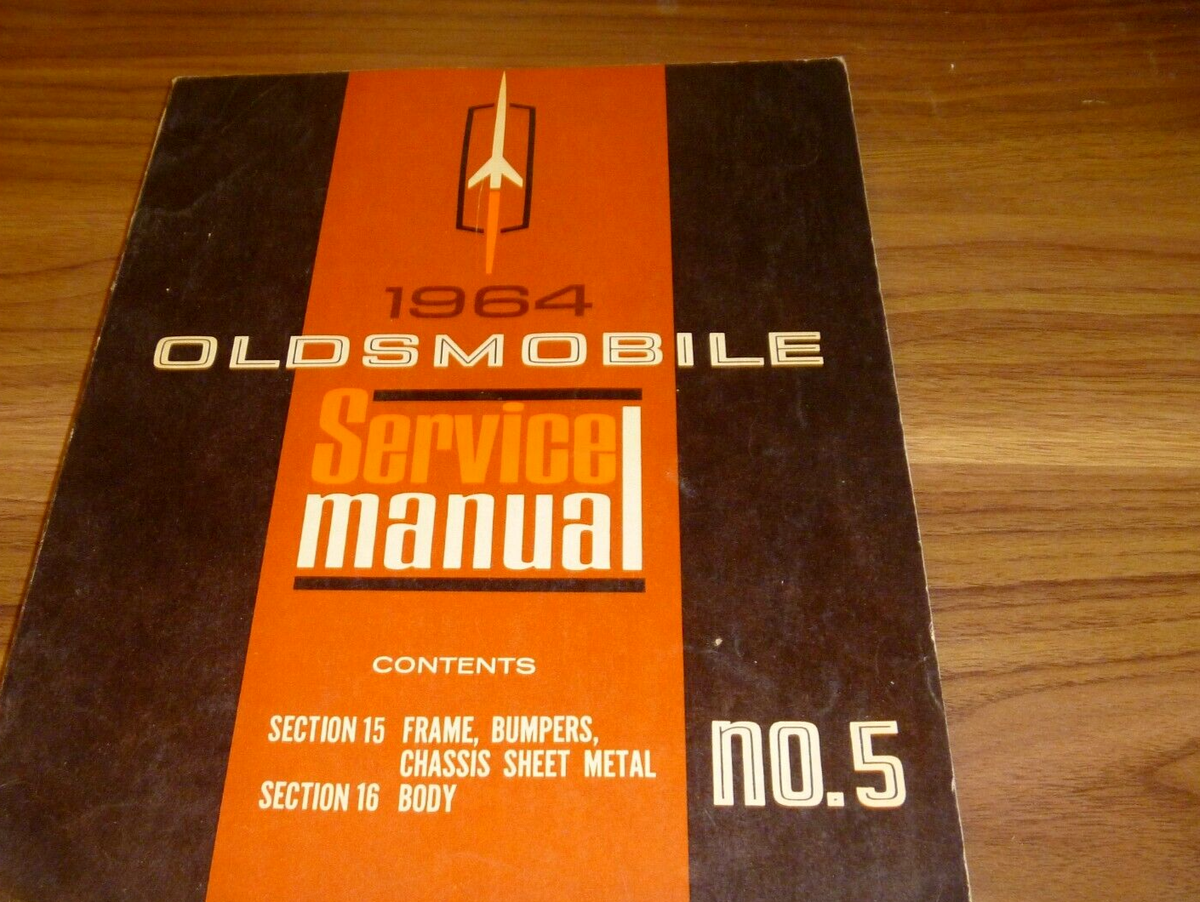 1964
OLDSMOBILE
Service
manual
CONTENTS
SECTION 15 FRAME, BUMPERS,
CHASSIS SHEET METAL
SECTION 16 BODY
no.5